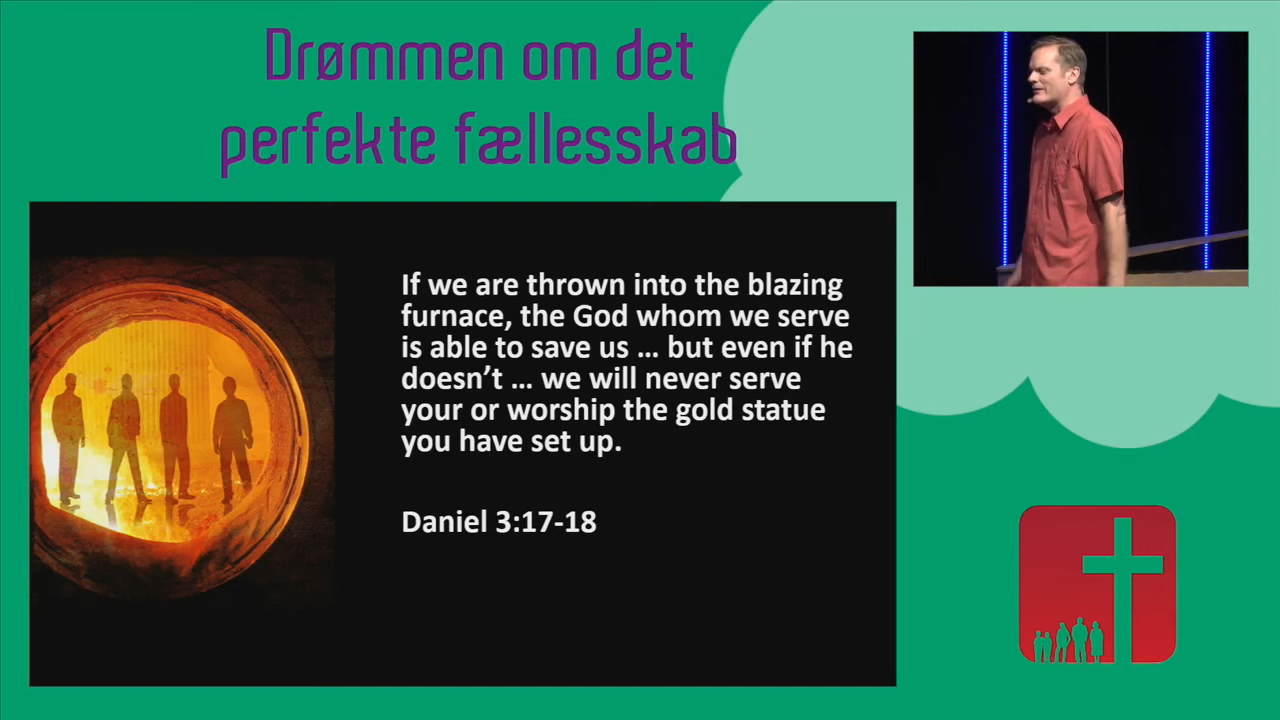 Drømmen om det
perfekte fællesskab
If we are thrown into the blazing
furnace, the God whom we serve
is able to save us ... but even if he
doesn't ... we will never serve
your or worship the gold statue
you have set up.
Daniel 3:17-18